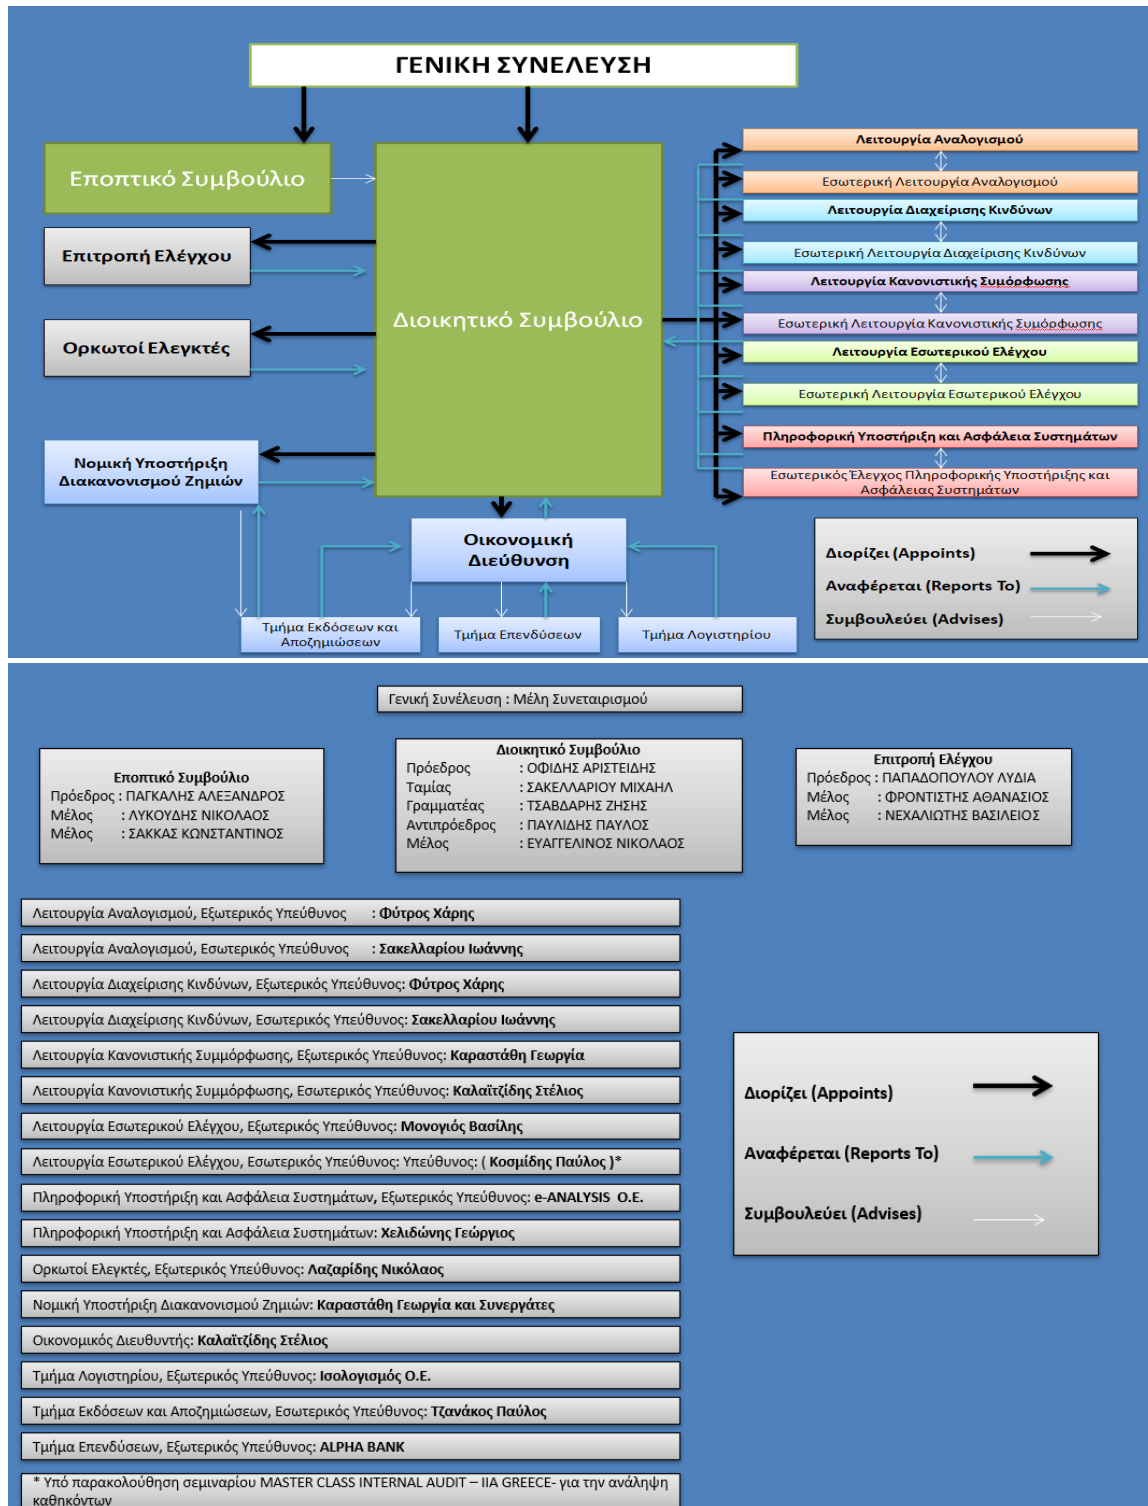 ΓΕΝΙΚΗ ΣΥΝΕΛΕΥΣΗ
Εποπτικό Συμβούλιο
Επιτροπή Ελέγχου
Ορκωτοί Ελεγκτές
Νομική Υποστήριξη
Διακανονισμού Ζημιών
Διοικητικό Συμβούλιο
Οικονομική
Διεύθυνση
Τμήμα Εκδόσεων και
Αποζημιώσεων
Τμήμα Επενδύσεων
Τμήμα Λογιστηρίου
Λειτουργία Αναλογισμού
Εσωτερική Λειτουργία Αναλογισμού
Λειτουργία Διαχείρισης Κινδύνων
Εσωτερική Λειτουργία Διαχείρισης Κινδύνων
Λειτουργία Κανονιστικής Συμόρφωσης
Εσωτερική Λειτουργία Κανονιστικής Συμόρφωσης
Λειτουργία Εσωτερικού Ελέγχου
Εσωτερική Λειτουργία Εσωτερικού Ελέγχου
Πληροφορική Υποστήριξη και Ασφάλεια Συστημάτων
Εσωτερικός Έλεγχος Πληροφορικής Υποστήριξης και
Ασφάλειας Συστημάτων
Διορίζει (Appoints)
Αναφέρεται (Reports To)
Συμβουλεύει (Advises)
Γενική Συνέλευση : Μέλη Συνεταιρισμού
Εποπτικό Συμβούλιο
Πρόεδρος : ΠΑΓΚΑΛΗΣ ΑΛΕΞΑΝΔΡΟΣ
Μέλος : ΛΥΚΟΥΔΗΣ ΝΙΚΟΛΑΟΣ
Μέλος : ΣΑΚΚΑΣ ΚΩΝΣΤΑΝΤΙΝΟΣ
Διοικητικό Συμβούλιο
Πρόεδρος : ΟΦΙΔΗΣ ΑΡΙΣΤΕΙΔΗΣ
Ταμίας : ΣΑΚΕΛΛΑΡΙΟΥ ΜΙΧΑΗΛ
Γραμματέας : ΤΣΑΒΔΑΡΗΣ ΖΗΣΗΣ
Αντιπρόεδρος : ΠΑΥΛΙΔΗΣ ΠΑΥΛΟΣ
Μέλος : ΕΥΑΓΓΕΛΙΝΟΣ ΝΙΚΟΛΑΟΣ
Επιτροπή Ελέγχου
Πρόεδρος : ΠΑΠΑΔΟΠΟΥΛΟΥ ΛΥΔΙΑ
Μέλος : ΦΡΟΝΤΙΣΤΗΣ ΑΘΑΝΑΣΙΟΣ
Μέλος : ΝΕΧΑΛΙΩΤΗΣ ΒΑΣΙΛΕΙΟΣ
Λειτουργία Αναλογισμού, Εξωτερικός Υπεύθυνος : Φύτρος Χάρης
Λειτουργία Αναλογισμού, Εσωτερικός Υπεύθυνος : Σακελλαρίου Ιωάννης
Λειτουργία Διαχείρισης Κινδύνων, Εξωτερικός Υπεύθυνος: Φύτρος Χάρης
Λειτουργία Διαχείρισης Κινδύνων, Εσωτερικός Υπεύθυνος: Σακελλαρίου Ιωάννης
Λειτουργία Κανονιστικής Συμμόρφωσης, Εξωτερικός Υπεύθυνος: Καραστάθη Γεωργία
Λειτουργία Κανονιστικής Συμμόρφωσης, Εσωτερικός Υπεύθυνος: Καλαϊτζίδης Στέλιος
Λειτουργία Εσωτερικού Ελέγχου, Εξωτερικός Υπεύθυνος: Μονογιός Βασίλης
Λειτουργία Εσωτερικού Ελέγχου, Εσωτερικός Υπεύθυνος: Υπεύθυνος: ( Κοσμίδης Παύλος )*
Πληροφορική Υποστήριξη και Ασφάλεια Συστημάτων, Εξωτερικός Υπεύθυνος: e-ANALYSIS O.E.
Πληροφορική Υποστήριξη και Ασφάλεια Συστημάτων: Χελιδώνης Γεώργιος
Ορκωτοί Ελεγκτές, Εξωτερικός Υπεύθυνος: Λαζαρίδης Νικόλαος
Νομική Υποστήριξη Διακανονισμού Ζημιών: Καραστάθη Γεωργία και Συνεργάτες
Οικονομικός Διευθυντής: Καλαϊτζίδης Στέλιος
Τμήμα Λογιστηρίου, Εξωτερικός Υπεύθυνος: Ισολογισμός Ο.Ε.
Τμήμα Εκδόσεων και Αποζημιώσεων, Εσωτερικός Υπεύθυνος: Τζανάκος Παύλος
Τμήμα Επενδύσεων, Εξωτερικός Υπεύθυνος: ALPHA BANK
* Υπό παρακολούθηση σεμιναρίου MASTER CLASS INTERNAL AUDIT – IIA GREECE- για την ανάληψη
καθηκόντων
Διορίζει (Appoints)
Αναφέρεται (Reports To)
Συμβουλεύει (Advises)